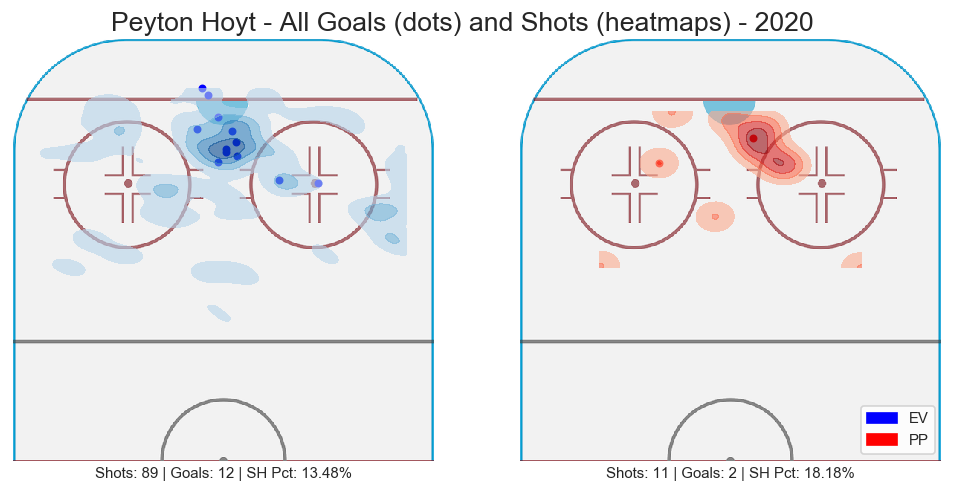 Peyton Hoyt - All Goals (dots) and Shots (heatmaps) - 2020
EV
PP
Shots: 89 | Goals: 12 | SH Pct: 13.48%
Shots: 11 | Goals: 2 | SH Pct: 18.18%